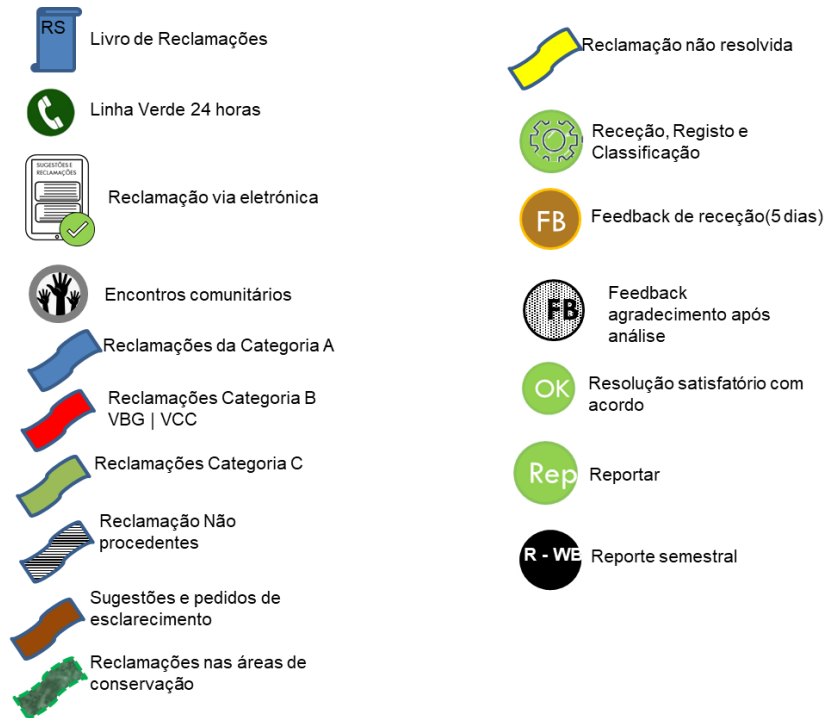 RS
Livro de Reclamações
Linha Verde 24 horas
SUGESTÕES E
RECLAMAÇÕES
Reclamação via eletrónica
Encontros comunitários
Reclamações da Categoria A
Reclamações Categoria B
VBG | VCC
Reclamações Categoria C
Reclamação Não
procedentes
Sugestões e pedidos de
esclarecimento
Reclamações nas áreas de
conservação
Reclamação não resolvida
Receção, Registo e
Classificação
FB
Feedback de receção(5 dias)
FB
Feedback
agradecimento após
análise
OK
Resolução satisfatório com
acordo
Rep
Reportar
R - WB
Reporte semestral